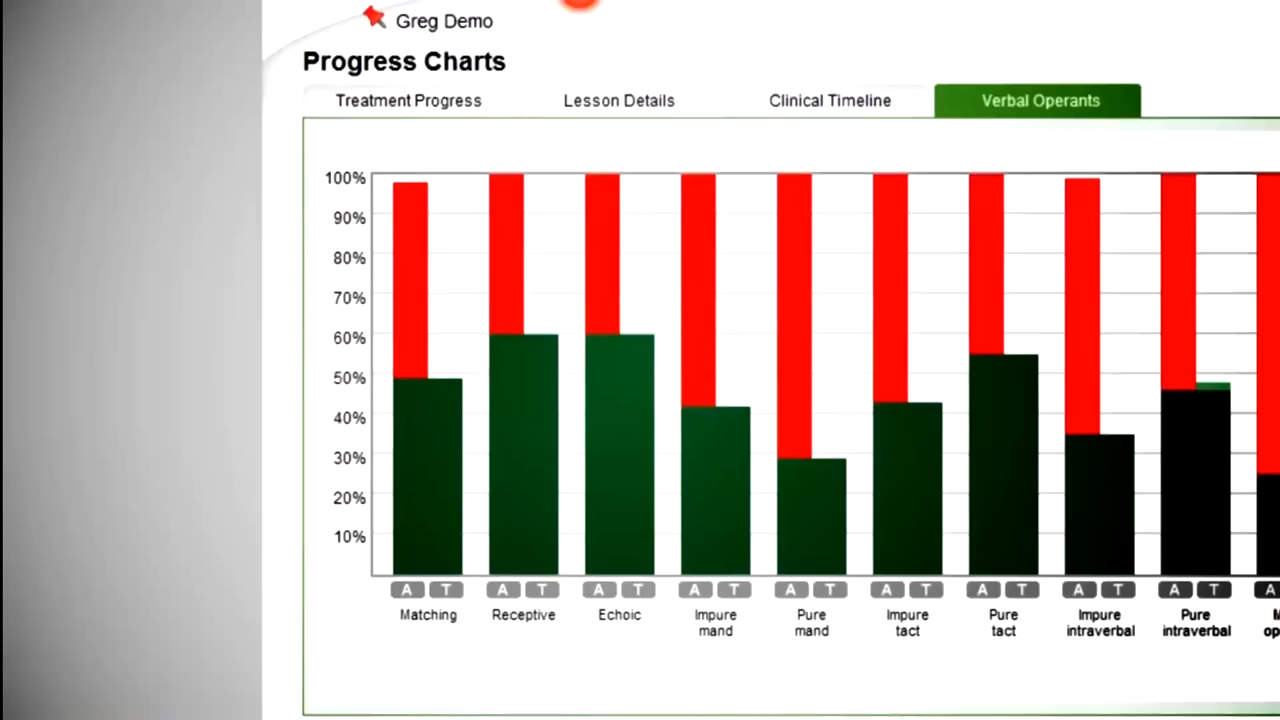 Greg Demo
Progress Charts
Treatment Progress Lesson Details Clinical Timeline Verbal Operants
100%
90%
80%
70%
60%
50%
40%
30%
20%
10%
A T A T A T A T A T A T A T A T A T A
Matching Receptive Echoic Impure mand Pure mand Impure tact Pure tact Impure intraverbal Pure intraverbal